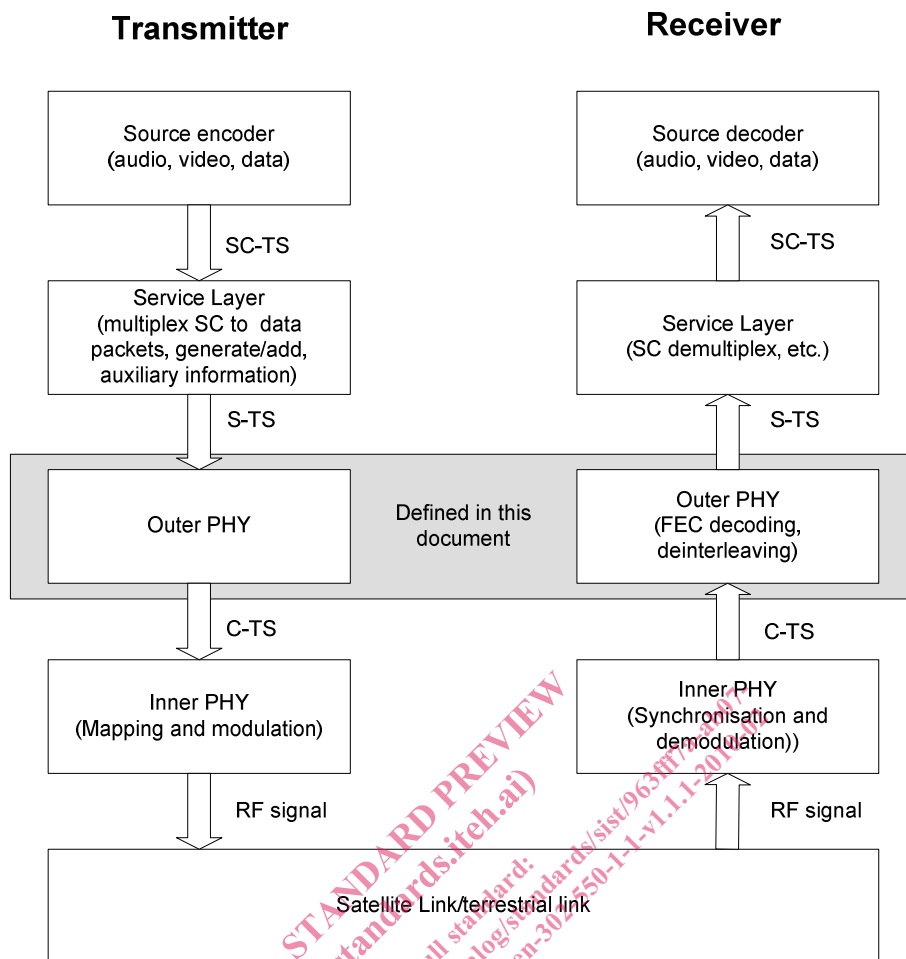 Transmitter
Receiver
Source encoder
(audio, video, data)
Source decoder
(audio, video, data)
SC-TS
SC-TS
Service Layer
(multiplex SC to data
packets, generate/add,
auxiliary information)
Service Layer
(SC demultiplex, etc.)
S-TS
S-TS
Outer PHY
Defined in this
document
Outer PHY
(FEC decoding,
deinterleaving)
C-TS
C-TS
Inner PHY
(Mapping and modulation)
Inner PHY
(Synchronisation and
demodulation))
RF signal
RF signal
Satellite Link/terrestrial link
STANDARD PREVIEW